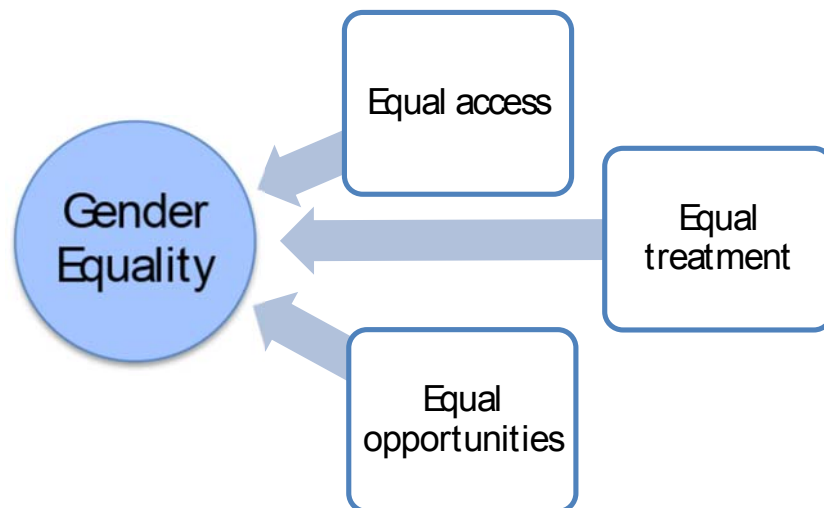 Gender
Equality
Equal access
Equal
treatment
Equal
opportunities